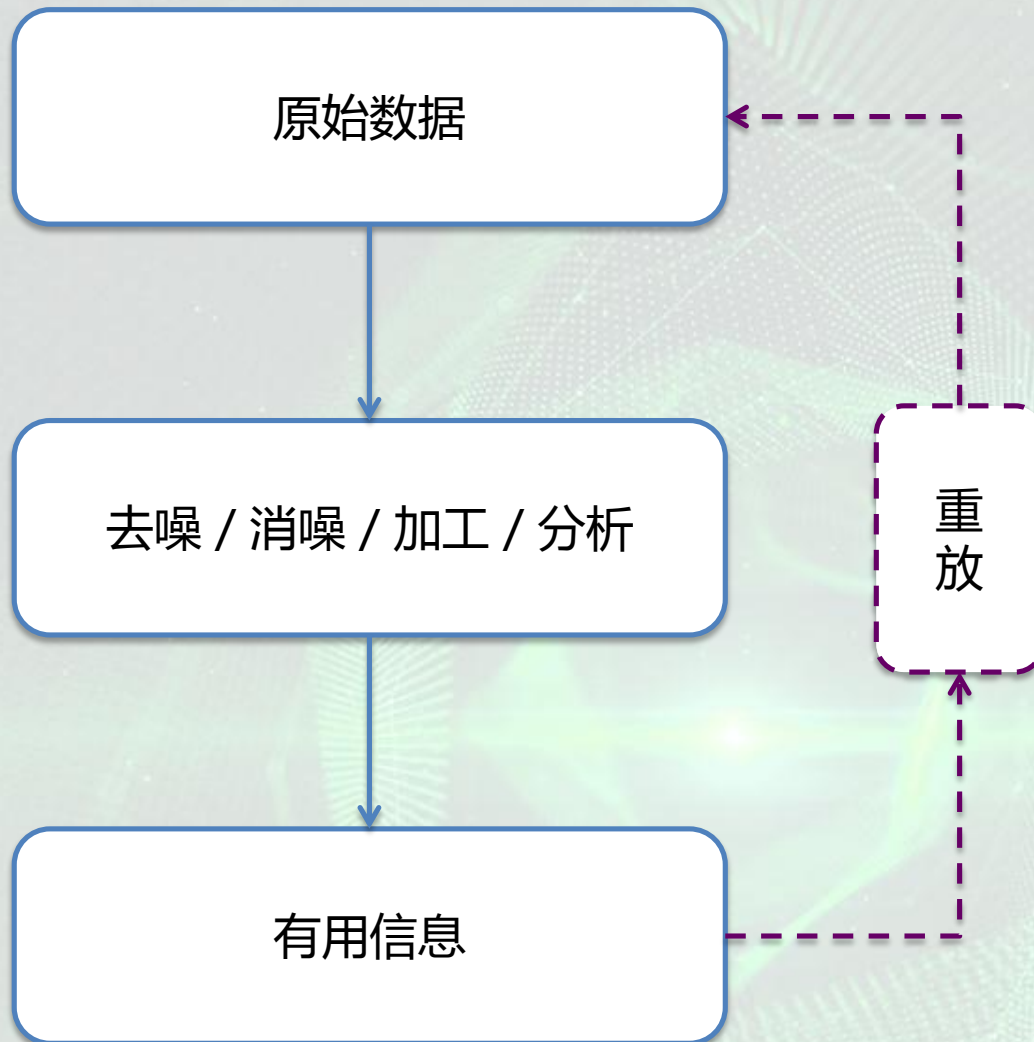 原始数据
去噪 / 消噪 / 加工 / 分析
重
放
有用信息